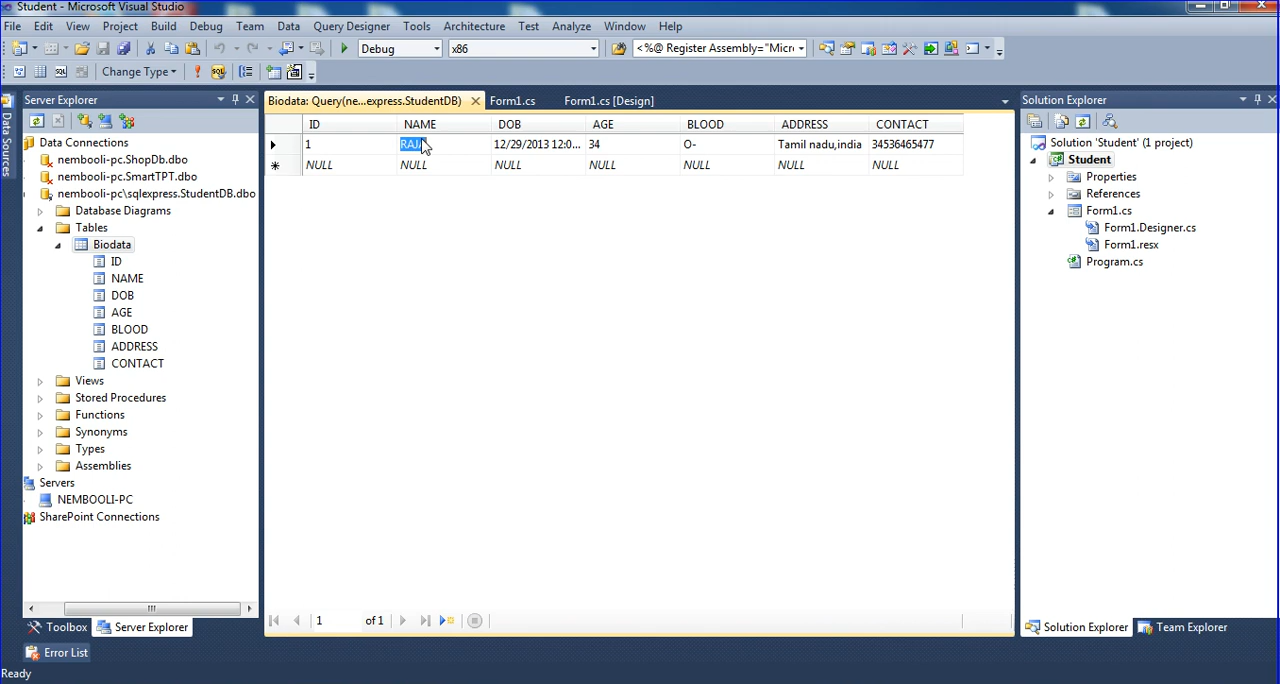 Student - Microsoft Visual Studio
File Edit View Project Build Debug Team Data Query Designer Tools Architecture Test Analyze Window Help
Debug x86 <%@ Register Assembly="Micro
SQL Change Type SQL
Data Sources
Server Explorer
Data Connections
nembooli-pc.ShopDb.dbo
nembooli-pc.SmartTPT.dbo
nembooli-pc\sqlexpress.StudentDB.dbo
Database Diagrams
Tables
Biodata
ID
NAME
DOB
AGE
BLOOD
ADDRESS
CONTACT
Views
Stored Procedures
Functions
Synonyms
Types
Assemblies
Servers
NEMBOOLI-PC
SharePoint Connections
Toolbox Server Explorer
Biodata: Query(ne...express.StudentDB) Form1.cs Form1.cs [Design]
ID NAME DOB AGE BLOOD ADDRESS CONTACT
1 RAJA 12/29/2013 12:0... 34 O- Tamil nadu,india 34536465477
NULL NULL NULL NULL NULL NULL NULL
1 of 1
Solution Explorer
Solution 'Student' (1 project)
Student
Properties
References
Form1.cs
Form1.Designer.cs
Form1.resx
Program.cs
Solution Explorer Team Explorer
Error List
Ready